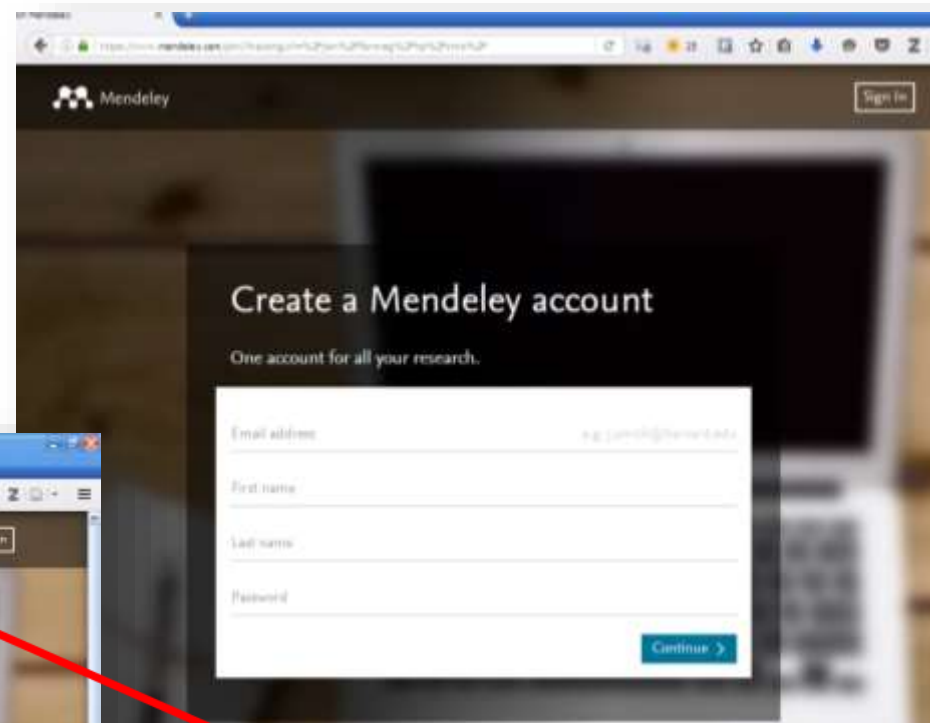 Mendeley
Sign In
Create a Mendeley account
One account for all your research.
Email address
First name
Last name
Password
Continue